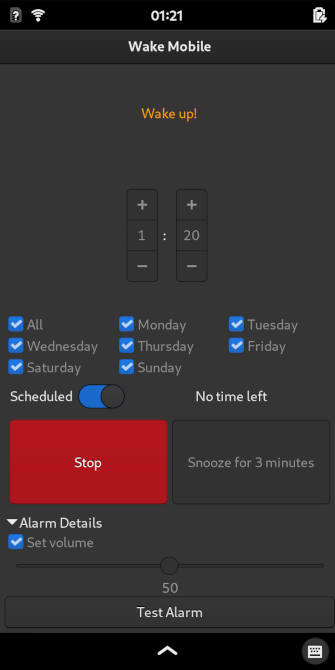 01:21
Wake Mobile
Wake up!
+ +
1 : 20
− −
All Monday Tuesday
Wednesday Thursday Friday
Saturday Sunday
Scheduled No time left
Stop Snooze for 3 minutes
Alarm Details
Set volume
50
Test Alarm